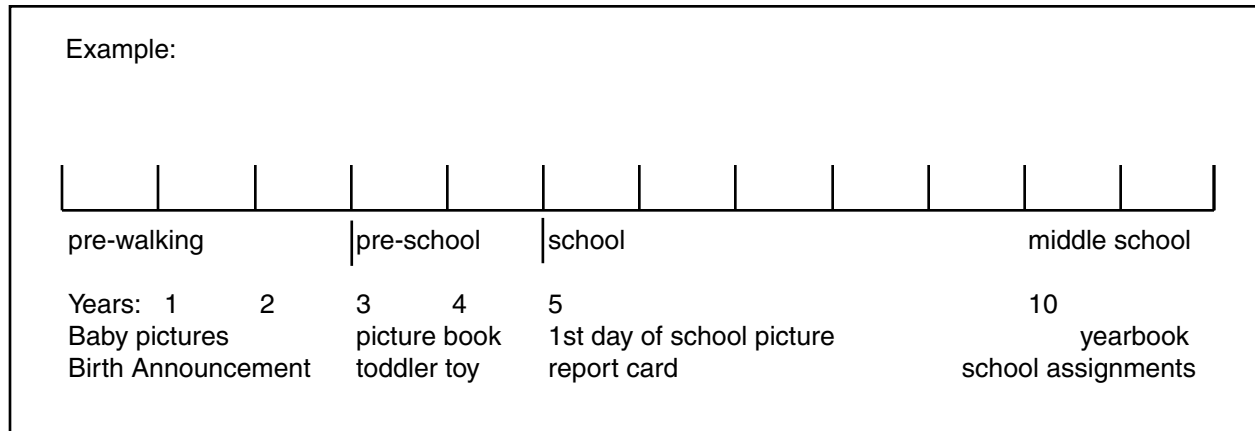 Example:
pre-walking pre-school school middle school
Years: 1 2 3 4 5 10
Baby pictures picture book 1st day of school picture yearbook
Birth Announcement toddler toy report card school assignments